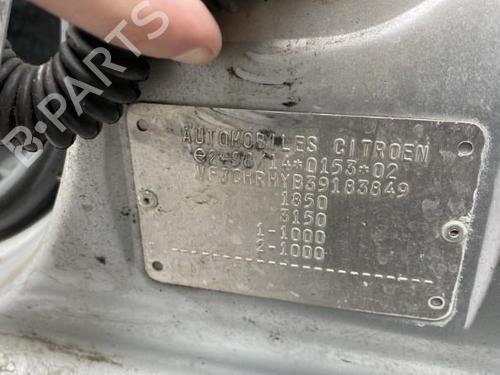 B-PARTS
AUTOMOBILES CITROEN
e2*98/14*0153*02
VF7CHRHYB39183849
1850
3150
1-1000
2-1000